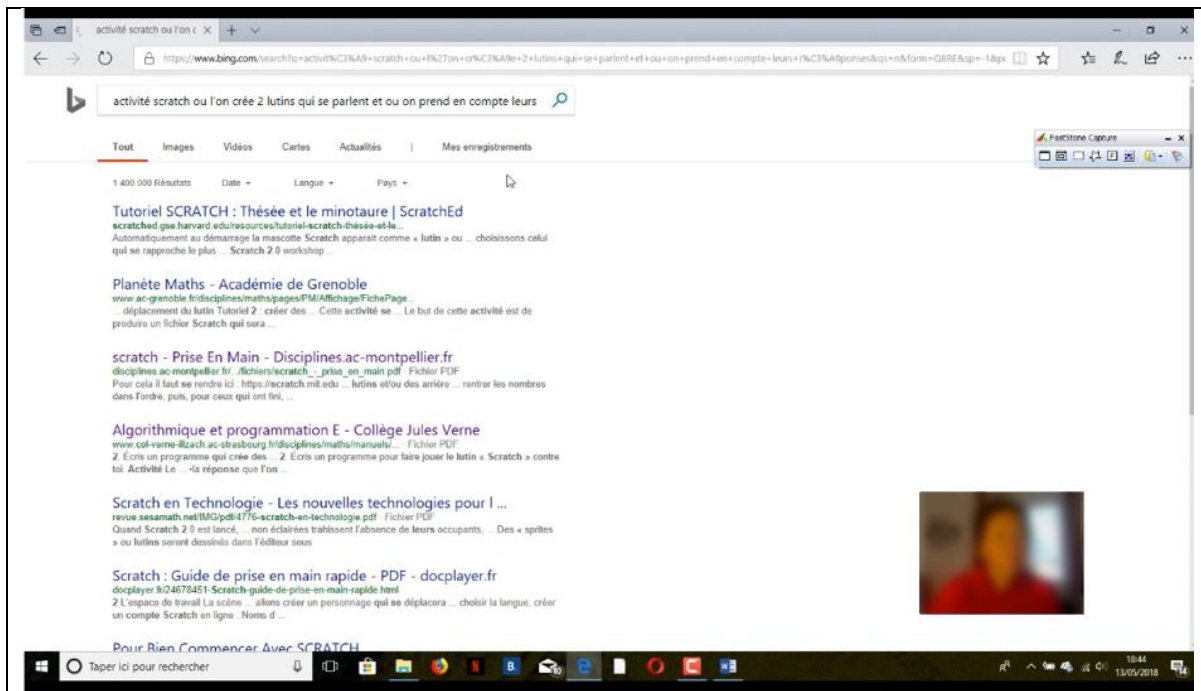 activité scratch ou l'on c
https://www.bing.com/search?q=activit%C3%A9+scratch+ou+l%27on+cr%C3%A9e+2+lutins+qui+se+parlent+et+ou+on+prend+en+compte+leurs+r%C3%A9ponses&qs=n&form=QBRE&sp=-1&p
activité scratch ou l'on crée 2 lutins qui se parlent et ou on prend en compte leurs
FastStone Capture
Tout Images Vidéos Cartes Actualités | Mes enregistrements
1 400 000 Résultats Date Langue Pays
Tutoriel SCRATCH : Thésée et le minotaure | ScratchEd
scratched.gse.harvard.edu/resources/tutoriel-scratch-thésée-et-le...
Automatiquement au démarrage la mascotte Scratch apparait comme « lutin » ou ... choisissons celui
qui se rapproche le plus ... Scratch 2.0 workshop ...
Planète Maths - Académie de Grenoble
www.ac-grenoble.fr/disciplines/maths/pages/PM/Affichage/FichePage...
... déplacement du lutin Tutoriel 2 : créer des ... Cette activité se ... Le but de cette activité est de
produire un fichier Scratch qui sera ...
scratch - Prise En Main - Disciplines.ac-montpellier.fr
disciplines.ac-montpellier.fr/.../fichiers/scratch_-_prise_en_main.pdf · Fichier PDF
Pour cela il faut se rendre ici : https://scratch.mit.edu ... lutins et/ou des arrière ... rentrer les nombres
dans l'ordre, puis, pour ceux qui ont fini, ...
Algorithmique et programmation E - Collège Jules Verne
www.col-verne-illzach.ac-strasbourg.fr/disciplines/maths/manuels/... · Fichier PDF
2. Écris un programme qui crée des ... 2. Écris un programme pour faire jouer le lutin « Scratch » contre
toi. Activité Le ... •la réponse que l'on ...
Scratch en Technologie - Les nouvelles technologies pour l ...
revue.sesamath.net/IMG/pdf/4776-scratch-en-technologie.pdf · Fichier PDF
Quand Scratch 2.0 est lancé, ... non éclairées trahissent l'absence de leurs occupants, ... Des « sprites
» ou lutins seront dessinés dans l'éditeur sous
Scratch : Guide de prise en main rapide - PDF - docplayer.fr
docplayer.fr/24678451-Scratch-guide-de-prise-en-main-rapide.html
2 L'espace de travail La scène ... allons créer un personnage qui se déplacera ... choisir la langue, créer
un compte Scratch en ligne : Noms d ...
Pour Bien Commencer Avec SCRATCH
Taper ici pour rechercher
18:44
13/05/2018